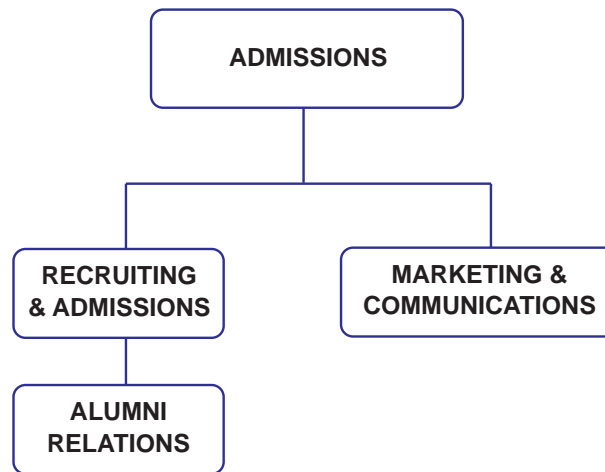 ADMISSIONS
RECRUITING
& ADMISSIONS
MARKETING &
COMMUNICATIONS
ALUMNI
RELATIONS